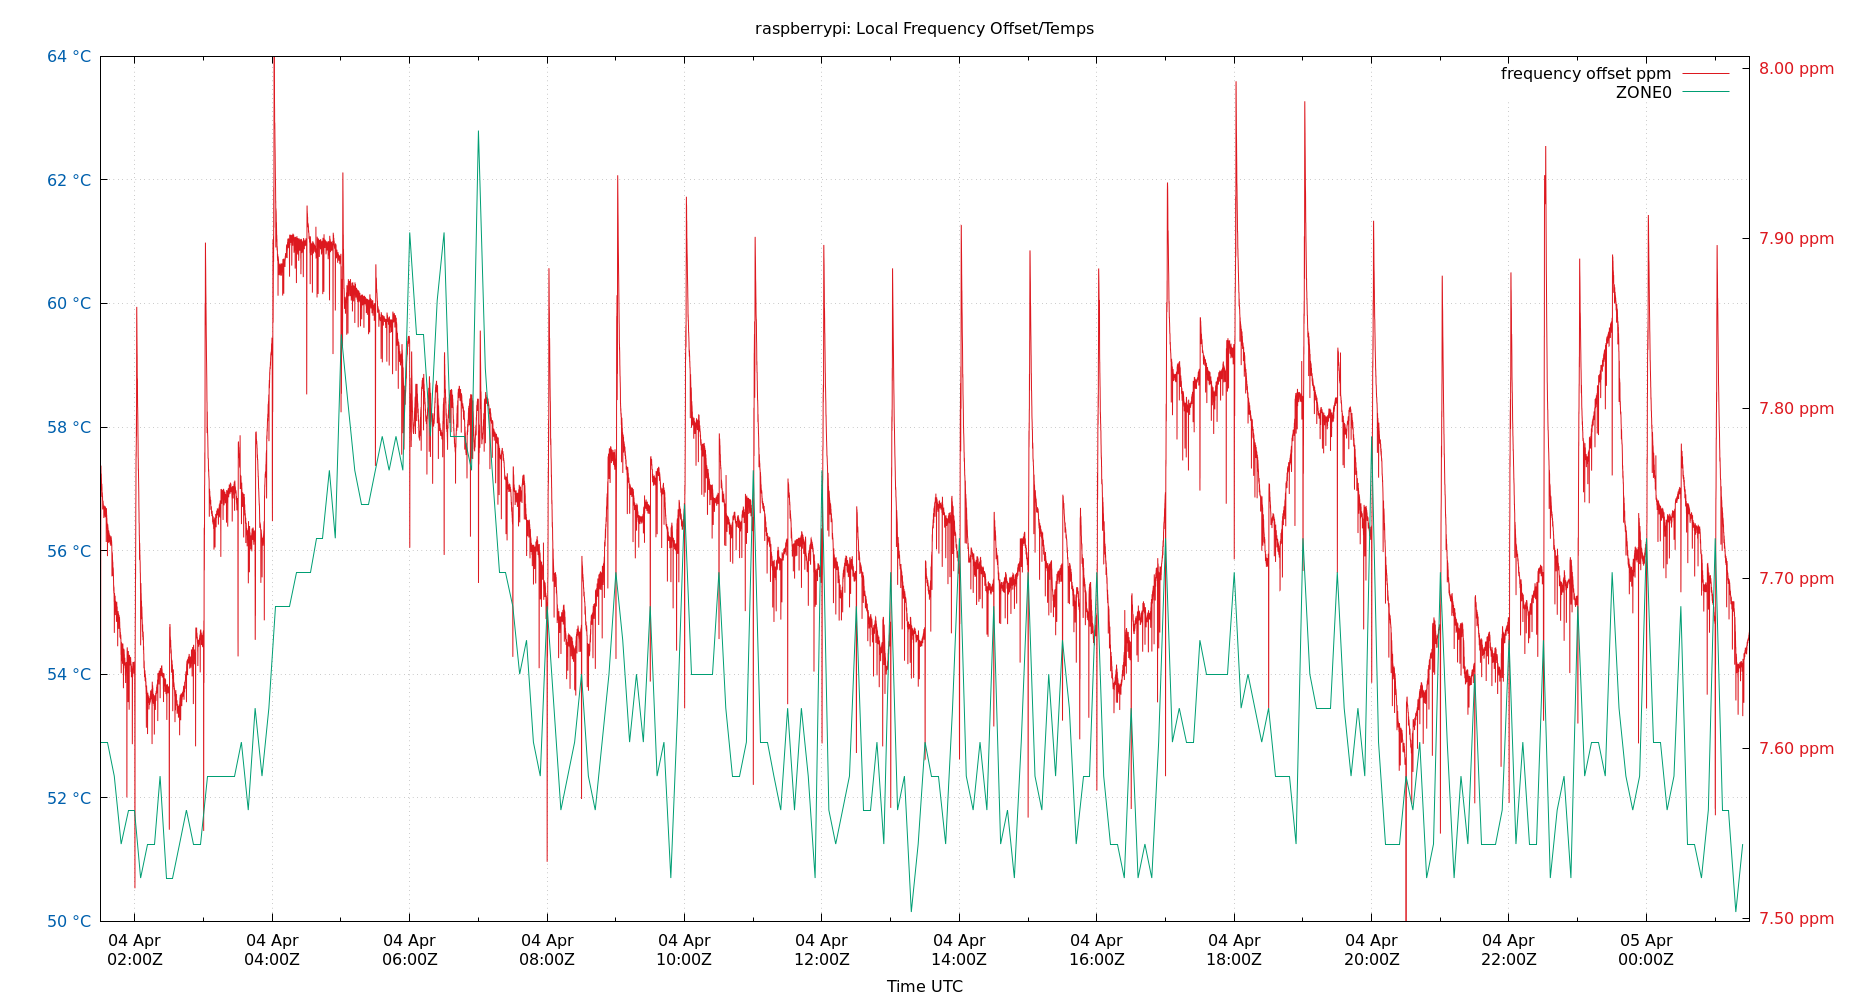 raspberrypi: Local Frequency Offset/Temps
frequency offset ppm
ZONE0
64 °C
62 °C
60 °C
58 °C
56 °C
54 °C
52 °C
50 °C
8.00 ppm
7.90 ppm
7.80 ppm
7.70 ppm
7.60 ppm
7.50 ppm
04 Apr 04 Apr 04 Apr 04 Apr 04 Apr 04 Apr 04 Apr 04 Apr 04 Apr 04 Apr 04 Apr 05 Apr
02:00Z 04:00Z 06:00Z 08:00Z 10:00Z 12:00Z 14:00Z 16:00Z 18:00Z 20:00Z 22:00Z 00:00Z
Time UTC